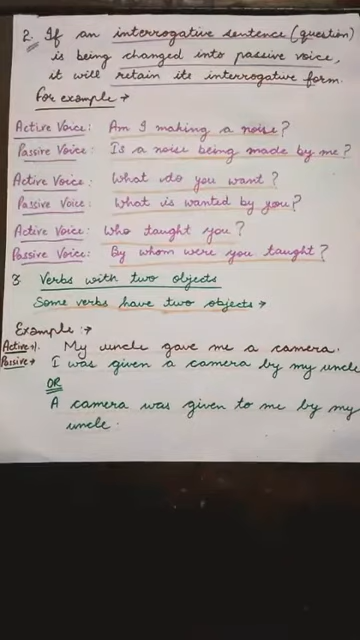 2. If an interrogative sentence (question)
is being changed into passive voice,
it will retain its interrogative form.
For example →
Active Voice: Am I making a noise?
Passive Voice: Is a noise being made by me?
Active Voice: What do you want?
Passive Voice: What is wanted by you?
Active Voice: Who taught you?
Passive Voice: By whom were you taught?
3. Verbs with two objects
Some verbs have two objects →
Example :→
Active→1. My uncle gave me a camera.
Passive→ I was given a camera by my uncle
OR
A camera was given to me by my
uncle.